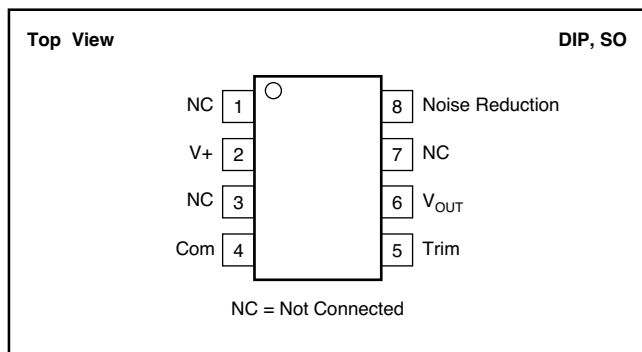 Top View DIP, SO
NC 1 8 Noise Reduction
V+ 2 7 NC
NC 3 6 V_OUT
Com 4 5 Trim
NC = Not Connected